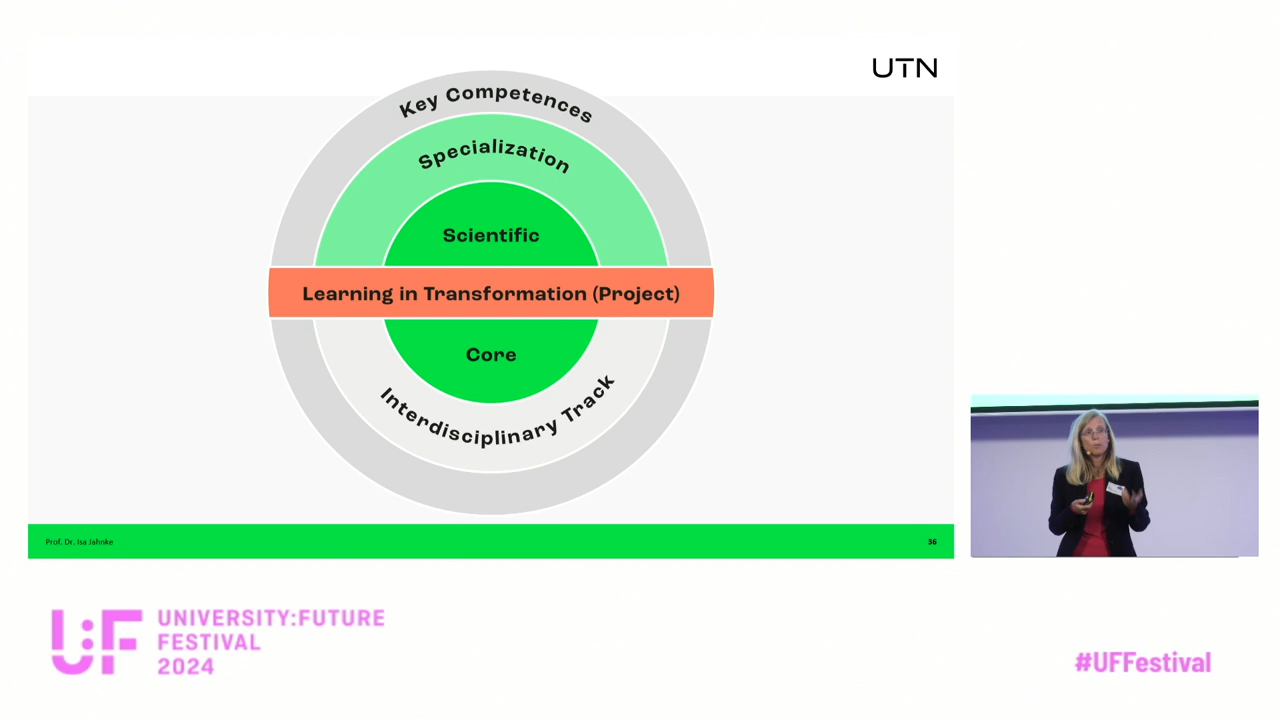 UTN
Key Competences
Specialization
Scientific
Learning in Transformation (Project)
Core
Interdisciplinary Track
Prof. Dr. Isa Jahnke
36
U:F
UNIVERSITY:FUTURE
FESTIVAL
2024
#UFFestival